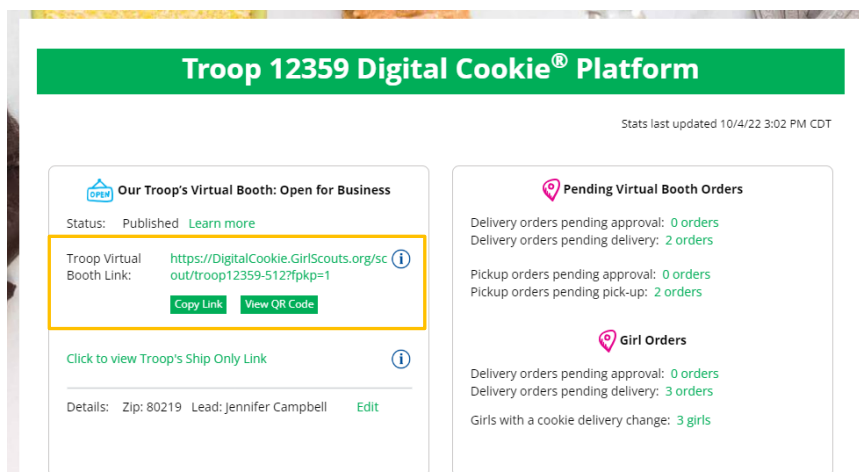 Troop 12359 Digital Cookie® Platform
Stats last updated 10/4/22 3:02 PM CDT
OPEN Our Troop's Virtual Booth: Open for Business
Status: Published Learn more
Troop Virtual Booth Link:
https://DigitalCookie.GirlScouts.org/sc
out/troop12359-512?fpkp=1
i
Copy Link View QR Code
Click to view Troop's Ship Only Link i
Details: Zip: 80219 Lead: Jennifer Campbell Edit
Pending Virtual Booth Orders
Delivery orders pending approval: 0 orders
Delivery orders pending delivery: 2 orders
Pickup orders pending approval: 0 orders
Pickup orders pending pick-up: 2 orders
Girl Orders
Delivery orders pending approval: 0 orders
Delivery orders pending delivery: 3 orders
Girls with a cookie delivery change: 3 girls